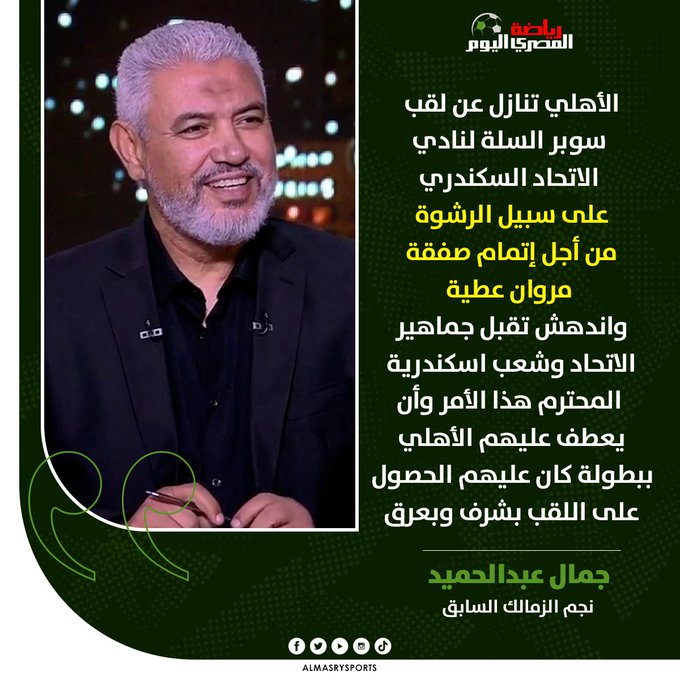 رياضة
المصري اليوم
الأهلي تنازل عن لقب
سوبر السلة لنادي
الاتحاد السكندري
على سبيل الرشوة
من أجل إتمام صفقة
مروان عطية
واندهش تقبل جماهير
الاتحاد وشعب اسكندرية
المحترم هذا الأمر وأن
يعطف عليهم الأهلي
ببطولة كان عليهم الحصول
على اللقب بشرف وبعرق
جمال عبدالحميد
نجم الزمالك السابق
ALMASRYSPORTS